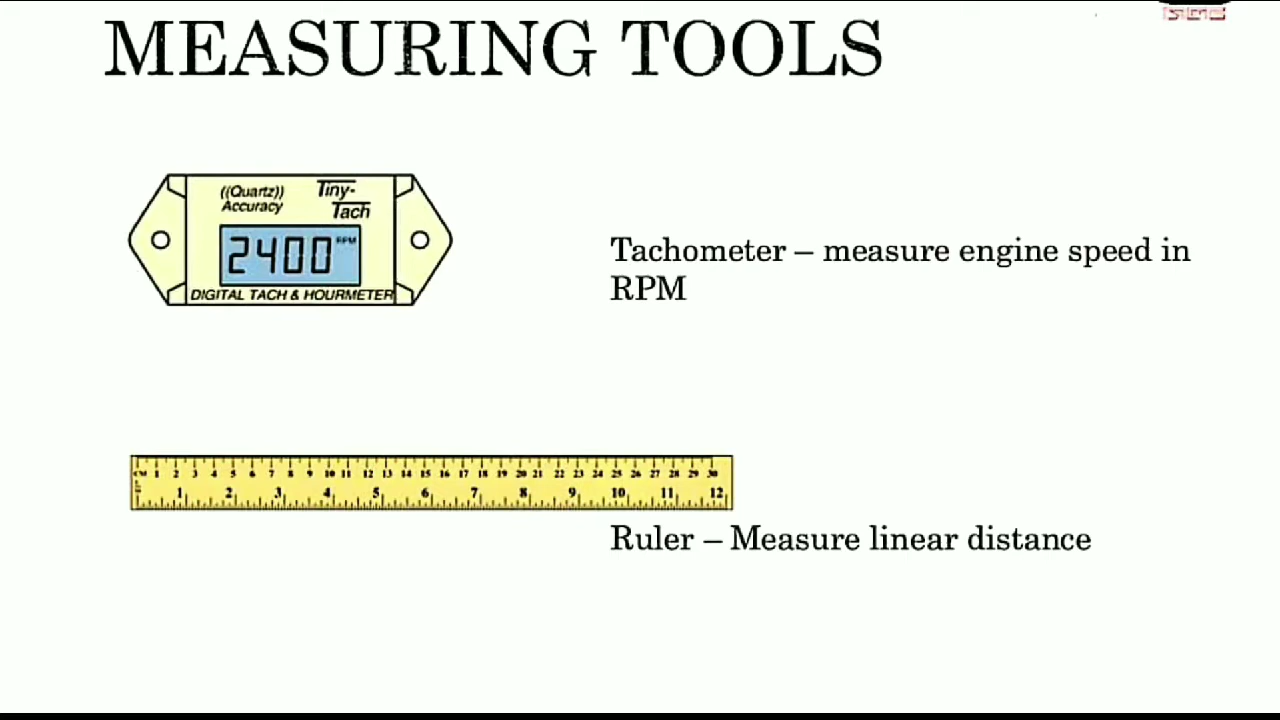 MEASURING TOOLS
((Quartz)) Tiny-
Accuracy Tach
2400 RPM
DIGITAL TACH & HOURMETER
Tachometer – measure engine speed in
RPM
CM 1 2 3 4 5 6 7 8 9 10 11 12 13 14 15 16 17 18 19 20 21 22 23 24 25 26 27 28 29 30
1 2 3 4 5 6 7 8 9 10 11 12
Ruler – Measure linear distance